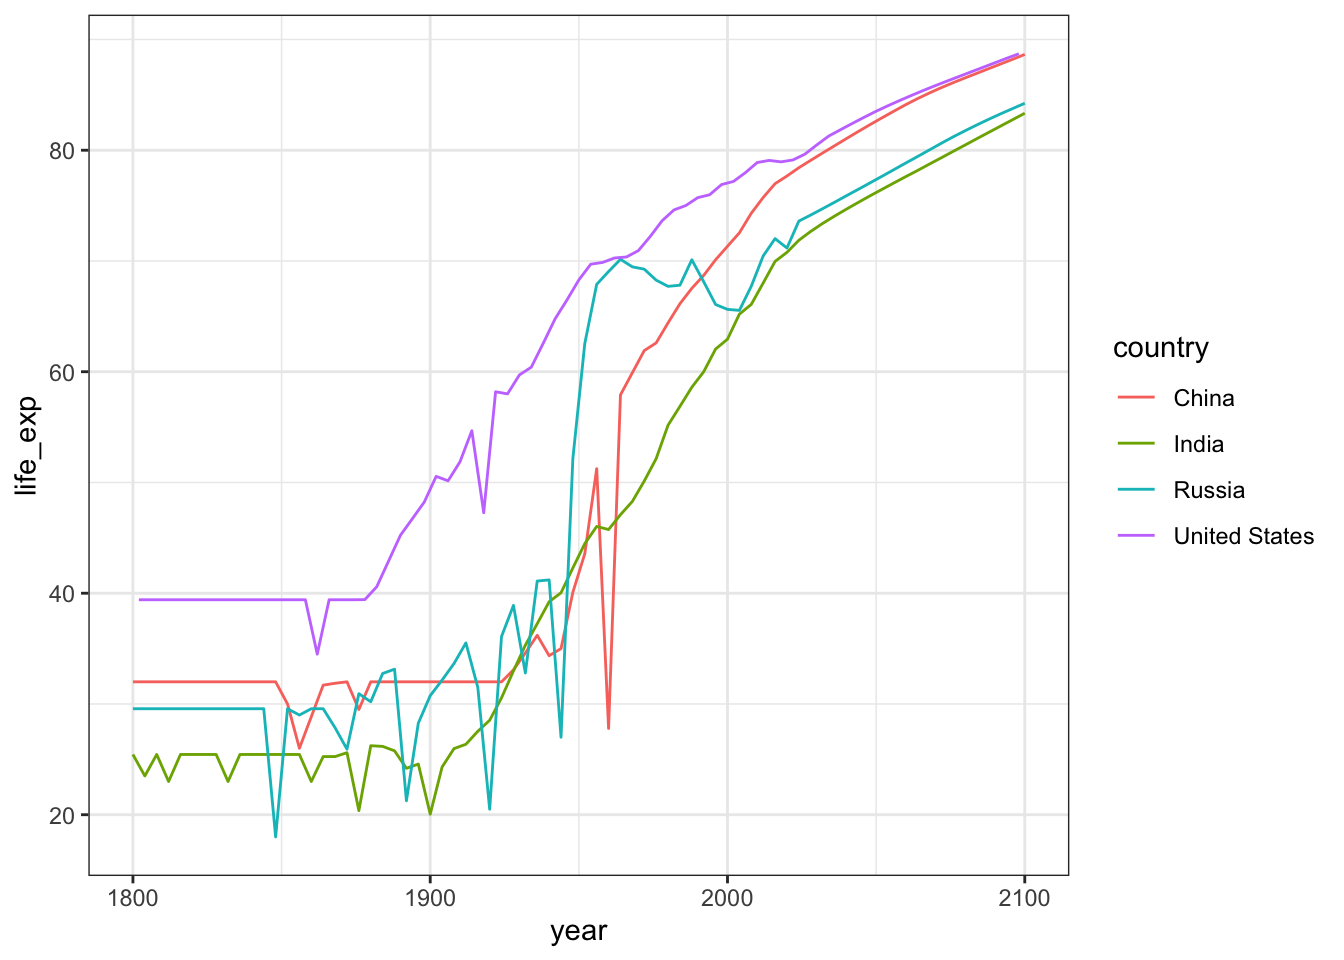 80
60
40
20
life_exp
1800
1900
2000
2100
year
country
China
India
Russia
United States